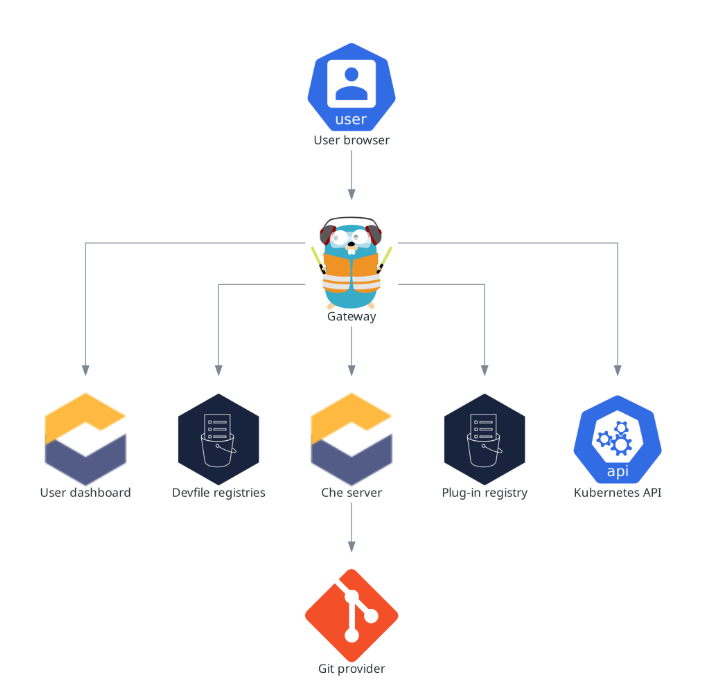 user
User browser
Gateway
User dashboard
Devfile registries
Che server
Plug-in registry
api
Kubernetes API
Git provider